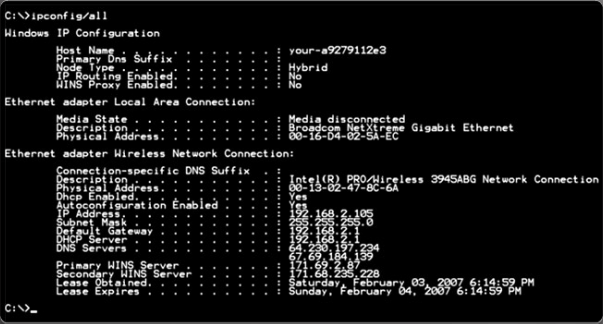 C:\>ipconfig/all
Windows IP Configuration
Host Name . . . . . . . . . . . . : your-a9279112e3
Primary Dns Suffix  . . . . . . . :
Node Type . . . . . . . . . . . . : Hybrid
IP Routing Enabled. . . . . . . . : No
WINS Proxy Enabled. . . . . . . . : No
Ethernet adapter Local Area Connection:
Media State . . . . . . . . . . . : Media disconnected
Description . . . . . . . . . . . : Broadcom NetXtreme Gigabit Ethernet
Physical Address. . . . . . . . . : 00-16-D4-02-5A-EC
Ethernet adapter Wireless Network Connection:
Connection-specific DNS Suffix  . :
Description . . . . . . . . . . . : Intel(R) PRO/Wireless 3945ABG Network Connection
Physical Address. . . . . . . . . : 00-13-02-47-8C-6A
Dhcp Enabled. . . . . . . . . . . : Yes
Autoconfiguration Enabled . . . . : Yes
IP Address. . . . . . . . . . . . : 192.168.2.105
Subnet Mask . . . . . . . . . . . : 255.255.255.0
Default Gateway . . . . . . . . . : 192.168.2.1
DHCP Server . . . . . . . . . . . : 192.168.2.1
DNS Servers . . . . . . . . . . . : 64.230.197.234
67.69.184.139
Primary WINS Server . . . . . . . : 171.69.2.87
Secondary WINS Server . . . . . . : 171.68.235.228
Lease Obtained. . . . . . . . . . : Saturday, February 03, 2007 6:14:59 PM
Lease Expires . . . . . . . . . . : Sunday, February 04, 2007 6:14:59 PM
C:\>_